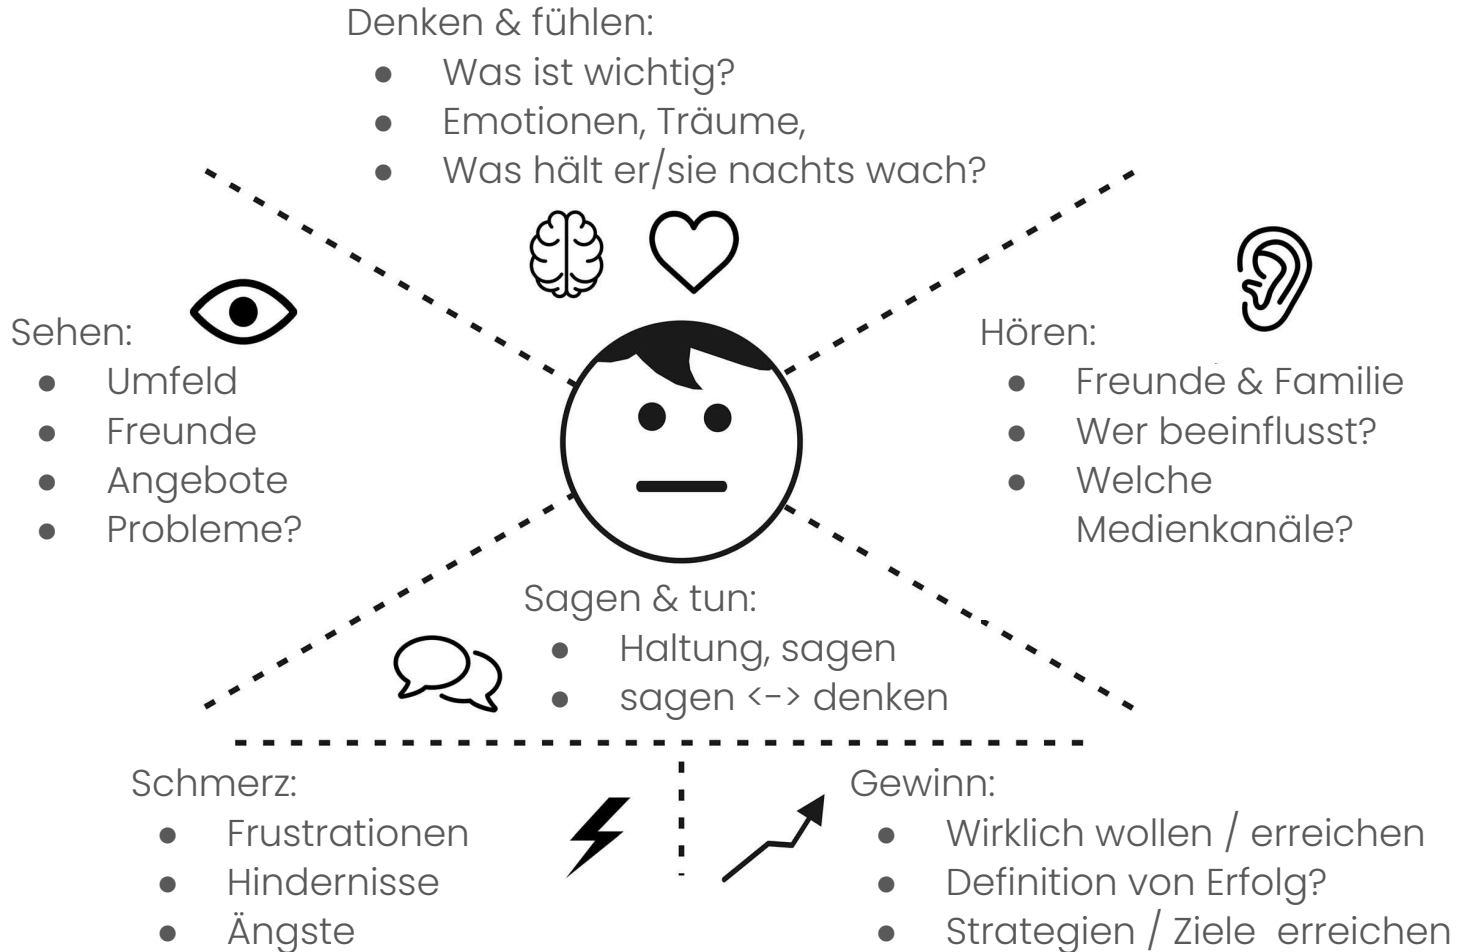 Denken & fühlen:
● Was ist wichtig?
● Emotionen, Träume,
● Was hält er/sie nachts wach?
Sehen:
● Umfeld
● Freunde
● Angebote
● Probleme?
Hören:
● Freunde & Familie
● Wer beeinflusst?
● Welche
Medienkanäle?
Sagen & tun:
● Haltung, sagen
● sagen <-> denken
Schmerz:
● Frustrationen
● Hindernisse
● Ängste
Gewinn:
● Wirklich wollen / erreichen
● Definition von Erfolg?
● Strategien / Ziele erreichen